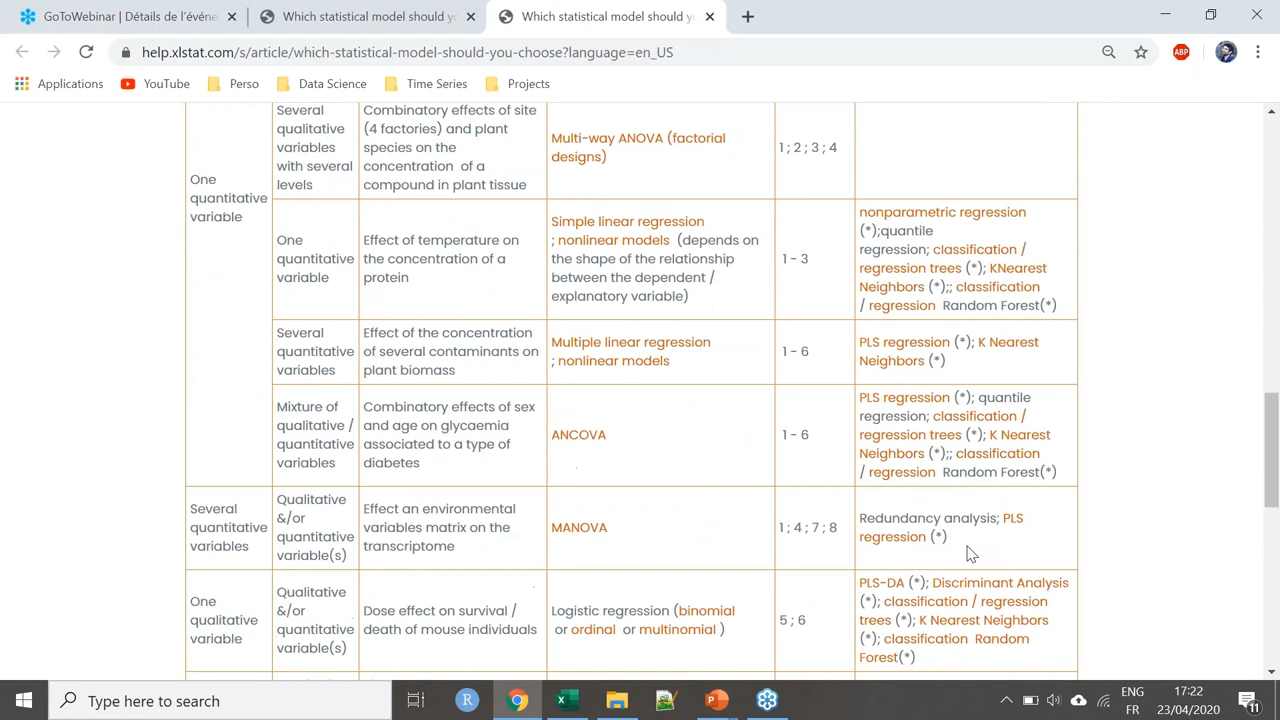 GoToWebinar | Détails de l'événe
Which statistical model should yo
Which statistical model should yo
help.xlstat.com/s/article/which-statistical-model-should-you-choose?language=en_US
ABP
Applications
YouTube
Perso
Data Science
Time Series
Projects
One
quantitative
variable
Several
qualitative
variables
with several
levels
Combinatory effects of site
(4 factories) and plant
species on the
concentration of a
compound in plant tissue
Multi-way ANOVA (factorial
designs)
1 ; 2 ; 3 ; 4
One
quantitative
variable
Effect of temperature on
the concentration of a
protein
Simple linear regression
; nonlinear models (depends on
the shape of the relationship
between the dependent /
explanatory variable)
1 - 3
nonparametric regression
(*);quantile
regression; classification /
regression trees (*); KNearest
Neighbors (*);; classification
/ regression Random Forest(*)
Several
quantitative
variables
Effect of the concentration
of several contaminants on
plant biomass
Multiple linear regression
; nonlinear models
1 - 6
PLS regression (*); K Nearest
Neighbors (*)
Mixture of
qualitative /
quantitative
variables
Combinatory effects of sex
and age on glycaemia
associated to a type of
diabetes
ANCOVA
1 - 6
PLS regression (*); quantile
regression; classification /
regression trees (*); K Nearest
Neighbors (*);; classification
/ regression Random Forest(*)
Several
quantitative
variables
Qualitative
&/or
quantitative
variable(s)
Effect an environmental
variables matrix on the
transcriptome
MANOVA
1 ; 4 ; 7 ; 8
Redundancy analysis; PLS
regression (*)
One
qualitative
variable
Qualitative
&/or
quantitative
variable(s)
Dose effect on survival /
death of mouse individuals
Logistic regression (binomial
or ordinal or multinomial )
5 ; 6
PLS-DA (*); Discriminant Analysis
(*); classification / regression
trees (*); K Nearest Neighbors
(*); classification Random
Forest(*)
Type here to search
R
ENG
FR
17:22
23/04/2020
11